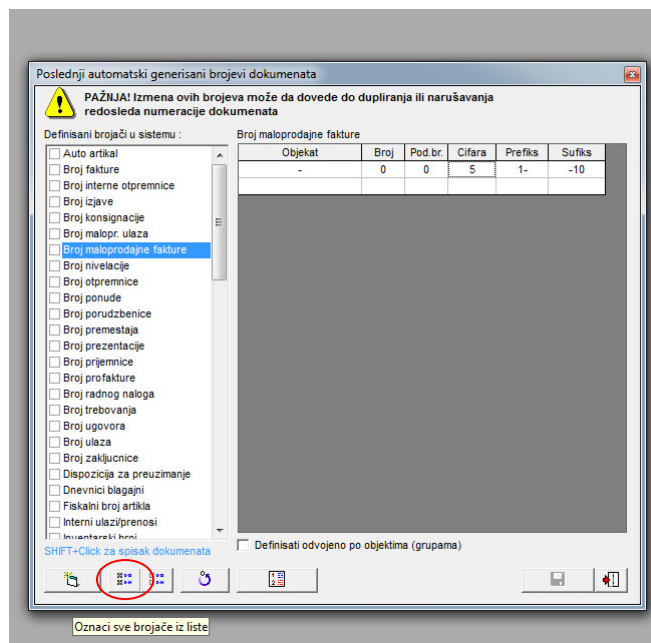 Poslednji automatski generisani brojevi dokumenata
PAŽNJA! Izmena ovih brojeva može da dovede do dupliranja ili narušavanja
redosleda numeracije dokumenata
Definisani brojači u sistemu :
Broj maloprodajne fakture
Objekat Broj Pod.br. Cifara Prefiks Sufiks
- 0 0 5 1- -10
Auto artikal
Broj fakture
Broj interne otpremnice
Broj izjave
Broj konsignacije
Broj malopr. ulaza
Broj maloprodajne fakture
Broj nivelacije
Broj otpremnice
Broj ponude
Broj porudzbenice
Broj premestaja
Broj prezentacije
Broj prijemnice
Broj profakture
Broj radnog naloga
Broj trebovanja
Broj ugovora
Broj ulaza
Broj zakljucnice
Dispozicija za preuzimanje
Dnevnici blagajni
Fiskalni broj artikla
Interni ulazi/prenosi
Inventarski broj
SHIFT+Click za spisak dokumenata
Definisati odvojeno po objektima (grupama)
Oznaci sve brojače iz liste